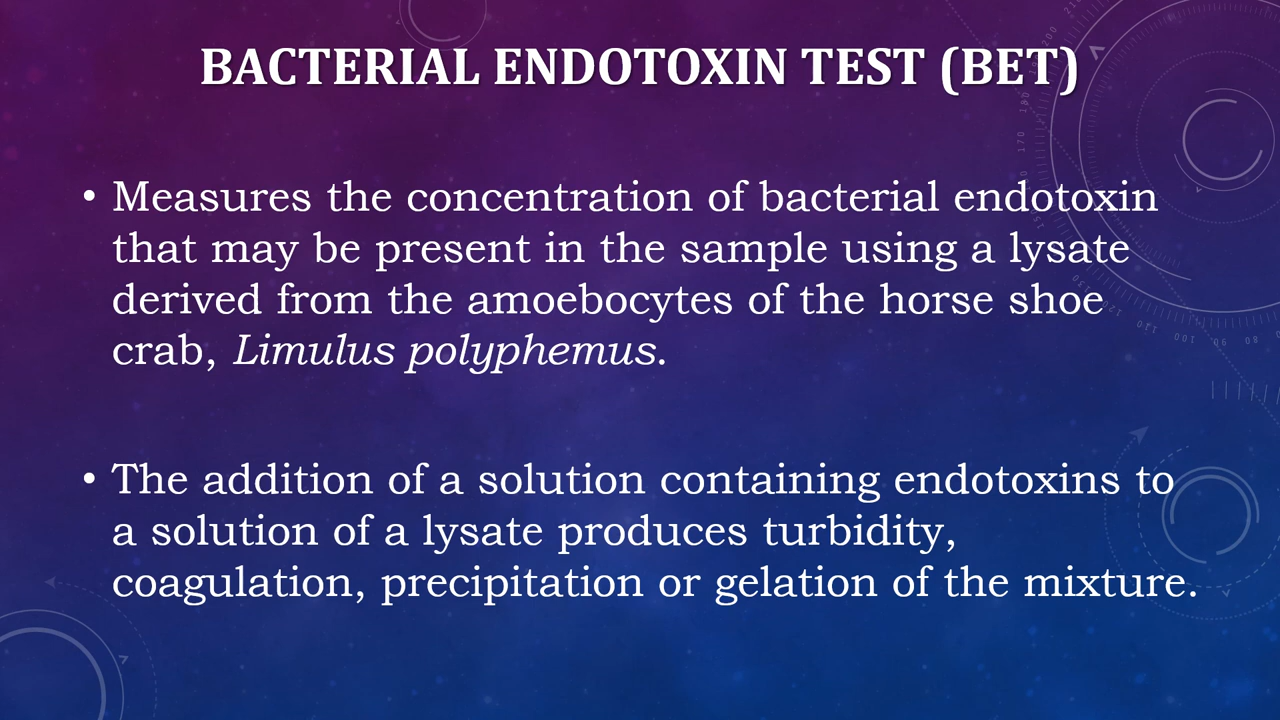 BACTERIAL ENDOTOXIN TEST (BET)
• Measures the concentration of bacterial endotoxin
that may be present in the sample using a lysate
derived from the amoebocytes of the horse shoe
crab, Limulus polyphemus.
• The addition of a solution containing endotoxins to
a solution of a lysate produces turbidity,
coagulation, precipitation or gelation of the mixture.